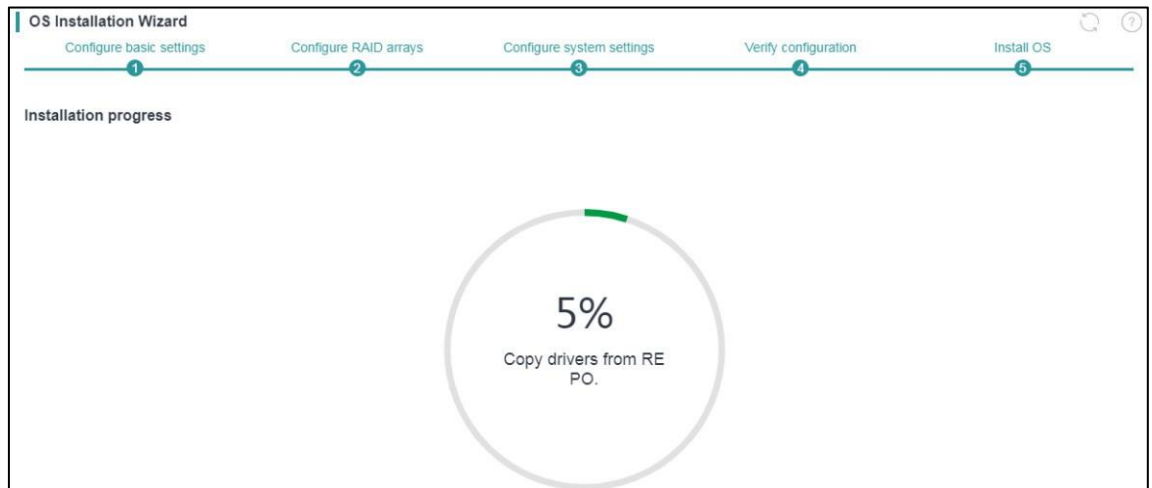 OS Installation Wizard
?
Configure basic settings
Configure RAID arrays
Configure system settings
Verify configuration
Install OS
1
2
3
4
5
Installation progress
5%
Copy drivers from RE
PO.